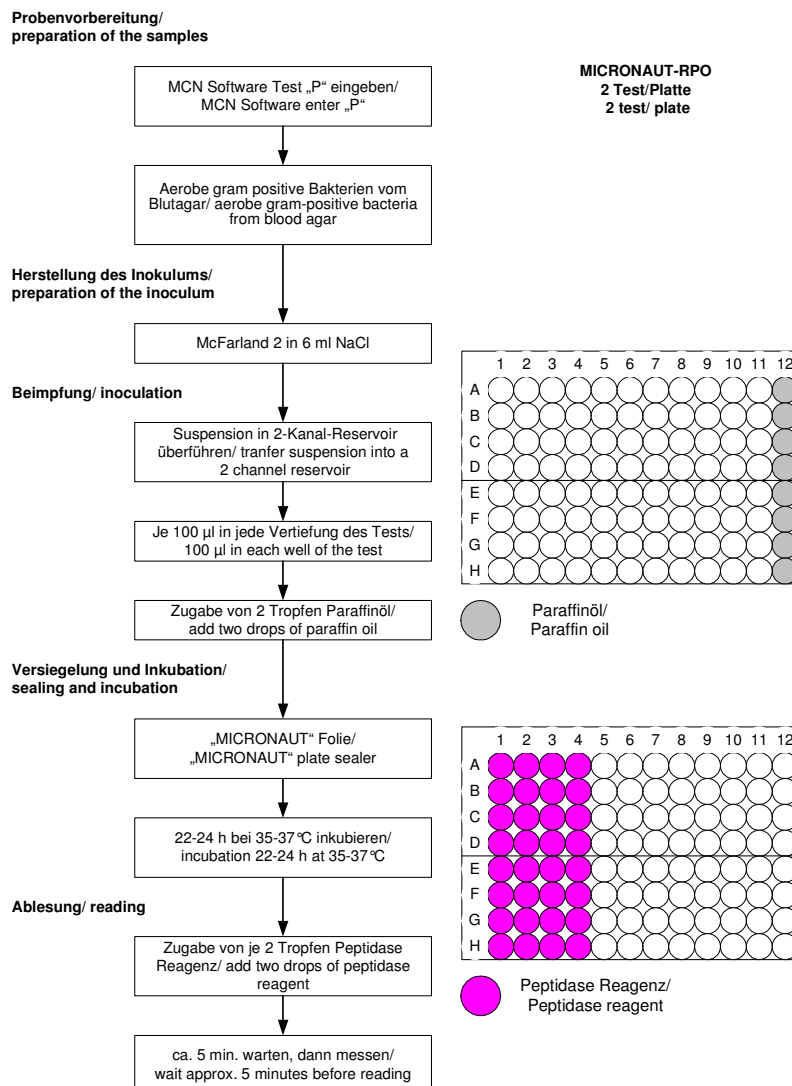 Probenvorbereitung/
preparation of the samples
MCN Software Test „P“ eingeben/
MCN Software enter „P“
MICRONAUT-RPO
2 Test/Platte
2 test/ plate
Aerobe gram positive Bakterien vom
Blutagar/ aerobe gram-positive bacteria
from blood agar
Herstellung des Inokulums/
preparation of the inoculum
McFarland 2 in 6 ml NaCl
Beimpfung/ inoculation
Suspension in 2-Kanal-Reservoir
überführen/ tranfer suspension into a
2 channel reservoir
Je 100 µl in jede Vertiefung des Tests/
100 µl in each well of the test
Zugabe von 2 Tropfen Paraffinöl/
add two drops of paraffin oil
1 2 3 4 5 6 7 8 9 10 11 12
A
B
C
D
E
F
G
H
Paraffinöl/
Paraffin oil
Versiegelung und Inkubation/
sealing and incubation
„MICRONAUT“ Folie/
„MICRONAUT“ plate sealer
22-24 h bei 35-37°C inkubieren/
incubation 22-24 h at 35-37°C
Ablesung/ reading
Zugabe von je 2 Tropfen Peptidase
Reagenz/ add two drops of peptidase
reagent
ca. 5 min. warten, dann messen/
wait approx. 5 minutes before reading
1 2 3 4 5 6 7 8 9 10 11 12
A
B
C
D
E
F
G
H
Peptidase Reagenz/
Peptidase reagent